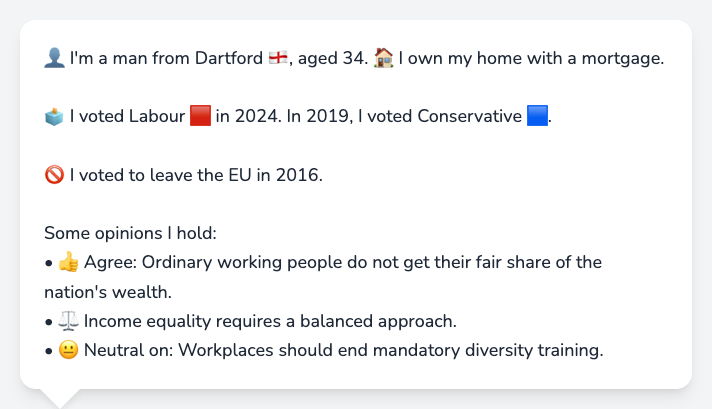 👤 I'm a man from Dartford 🏴󠁧󠁢󠁥󠁮󠁧󠁿, aged 34. 🏠 I own my home with a mortgage.
🗳️ I voted Labour 🟥 in 2024. In 2019, I voted Conservative 🟦.
🚫 I voted to leave the EU in 2016.
Some opinions I hold:
• 👍 Agree: Ordinary working people do not get their fair share of the
nation's wealth.
• ⚖️ Income equality requires a balanced approach.
• 😐 Neutral on: Workplaces should end mandatory diversity training.